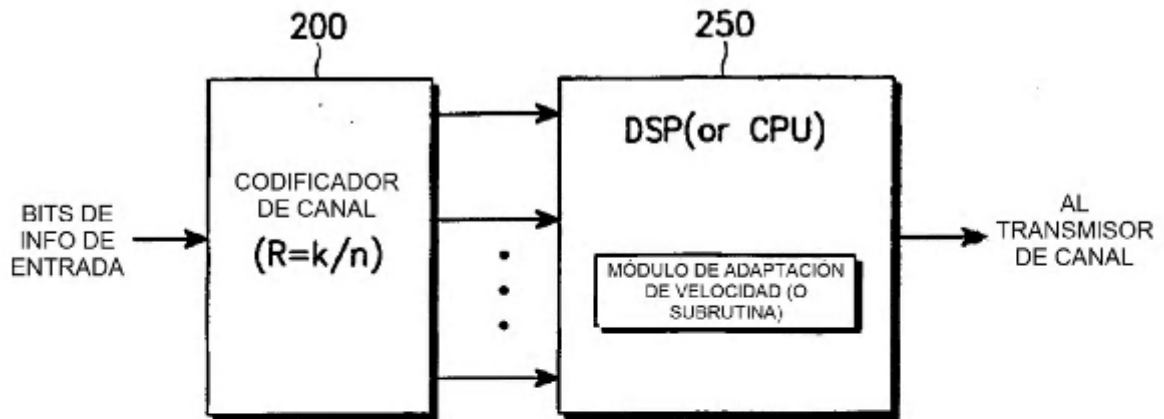 200
250
BITS DE
INFO DE
ENTRADA
CODIFICADOR
DE CANAL
(R=k/n)
DSP(or CPU)
MÓDULO DE ADAPTACIÓN
DE VELOCIDAD (O
SUBRUTINA)
AL
TRANSMISOR
DE CANAL